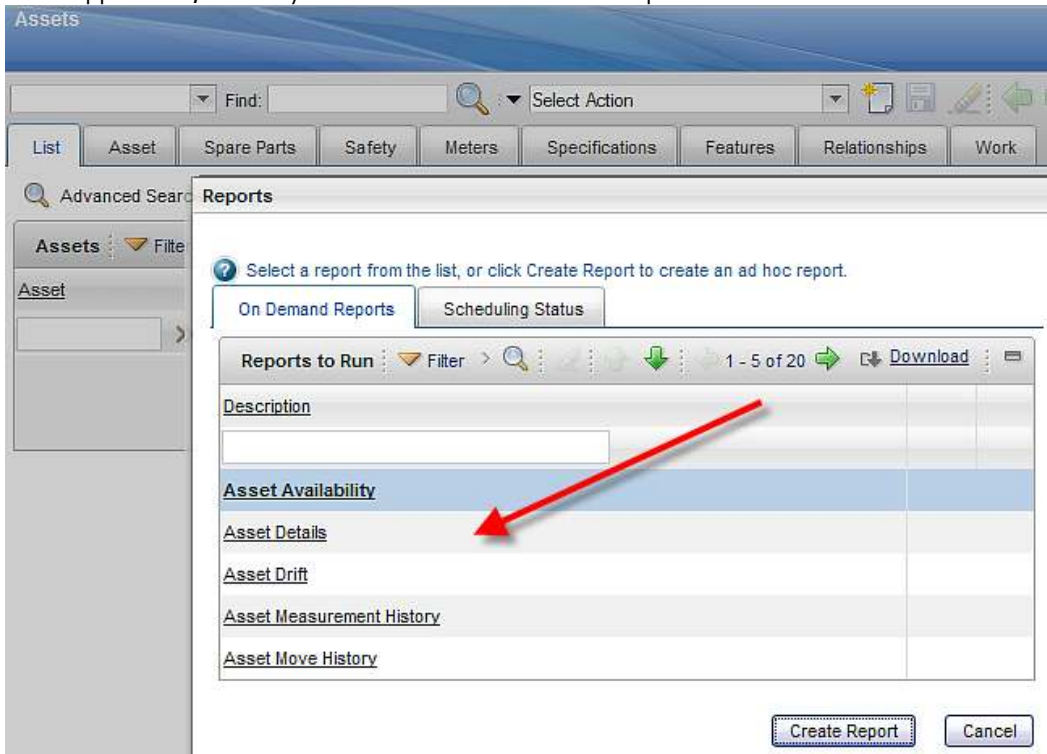 Assets
Find:
Select Action
List Asset Spare Parts Safety Meters Specifications Features Relationships Work
Advanced Searc
Reports
Assets Filte
Select a report from the list, or click Create Report to create an ad hoc report.
Asset
On Demand Reports Scheduling Status
Reports to Run Filter 1 - 5 of 20 Download
Description
Asset Availability
Asset Details
Asset Drift
Asset Measurement History
Asset Move History
Create Report Cancel